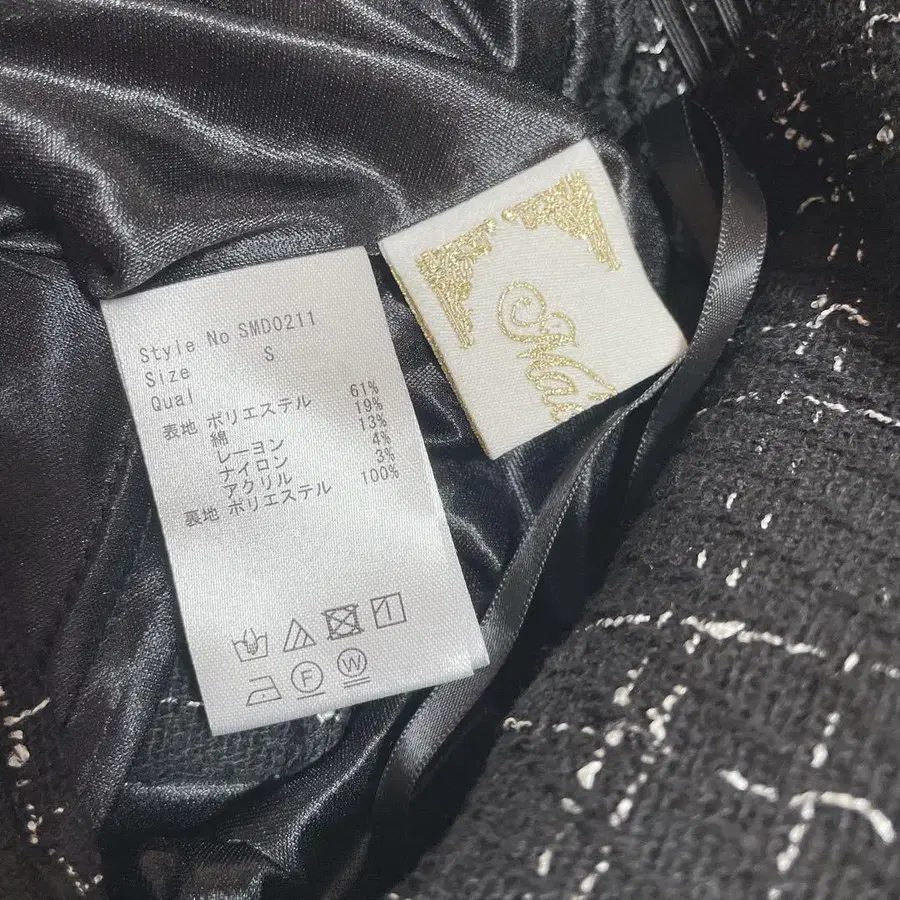 Style No SMD0211
Size S
Qual
表地 ポリエステル 61%
綿 19%
レーヨン 13%
ナイロン 4%
アクリル 3%
裏地 ポリエステル 100%
F
W